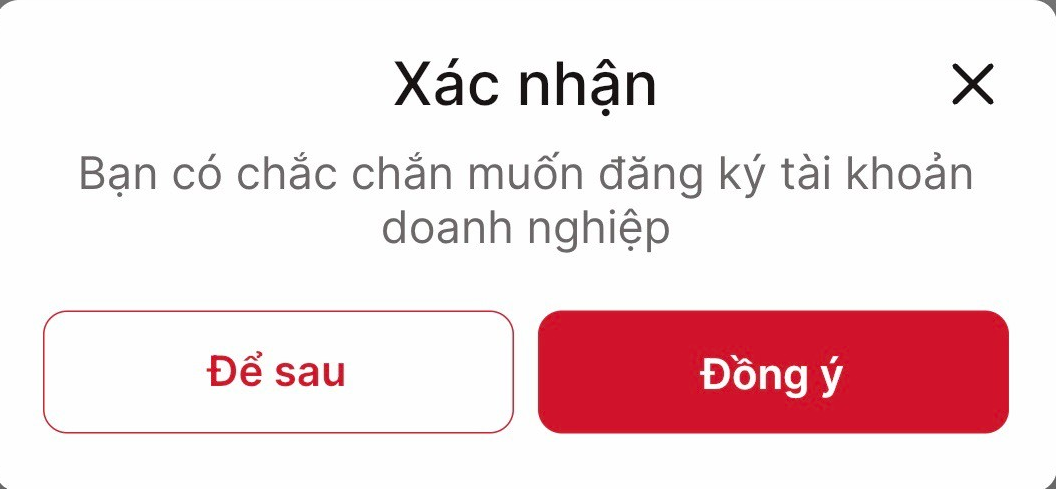 Xác nhận
Bạn có chắc chắn muốn đăng ký tài khoản
doanh nghiệp
Để sau
Đồng ý